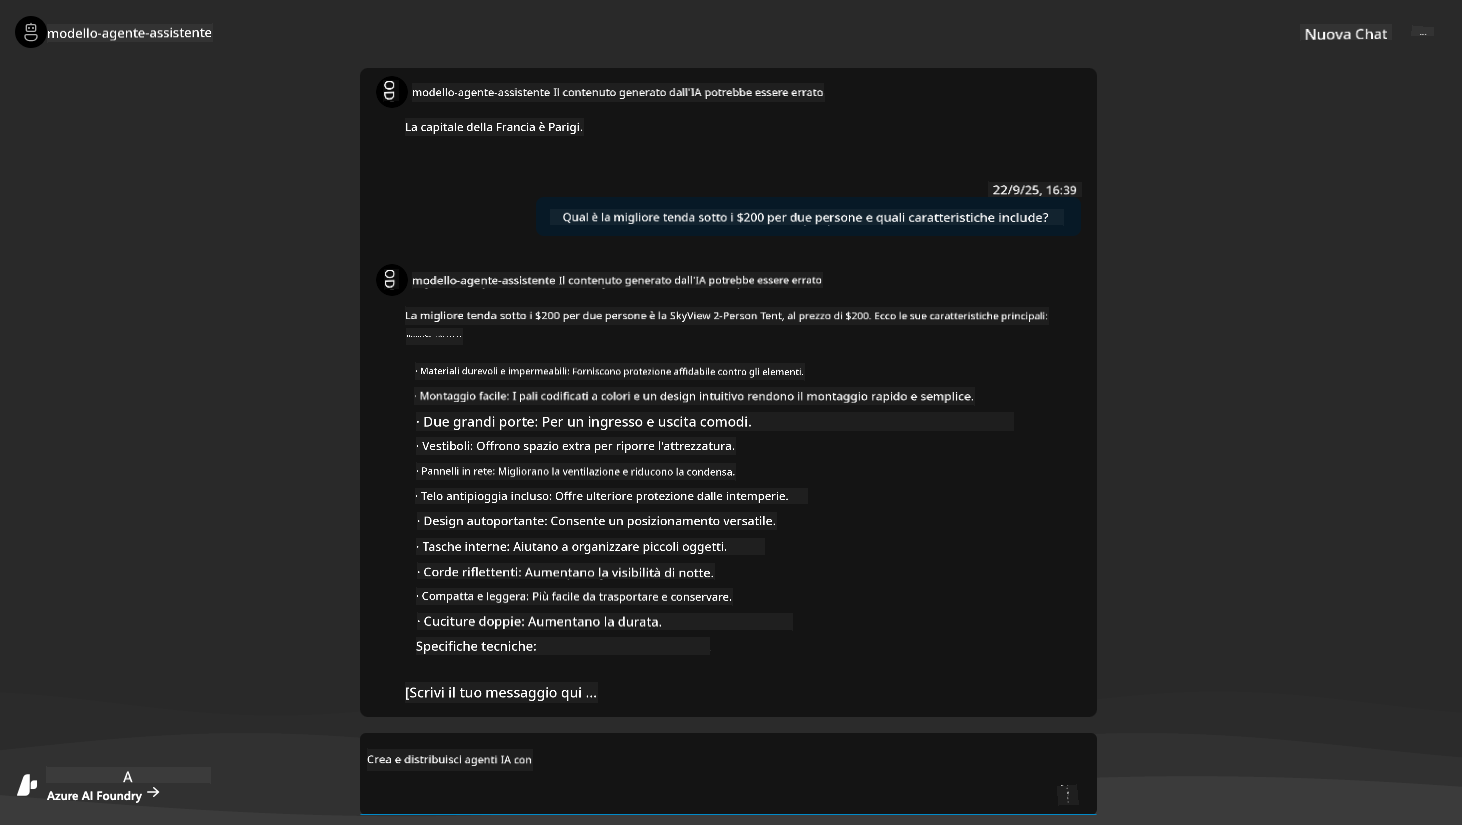 modello-agente-assistente
Nuova Chat
...
modello-agente-assistente Il contenuto generato dall'IA potrebbe essere errato
La capitale della Francia è Parigi.
22/9/25, 16:39
Qual è la migliore tenda sotto i $200 per due persone e quali caratteristiche include?
modello-agente-assistente Il contenuto generato dall'IA potrebbe essere errato
La migliore tenda sotto i $200 per due persone è la SkyView 2-Person Tent, al prezzo di $200. Ecco le sue caratteristiche principali:
· Materiali durevoli e impermeabili: Forniscono protezione affidabile contro gli elementi.
· Montaggio facile: I pali codificati a colori e un design intuitivo rendono il montaggio rapido e semplice.
· Due grandi porte: Per un ingresso e uscita comodi.
· Vestiboli: Offrono spazio extra per riporre l'attrezzatura.
· Pannelli in rete: Migliorano la ventilazione e riducono la condensa.
· Telo antipioggia incluso: Offre ulteriore protezione dalle intemperie.
· Design autoportante: Consente un posizionamento versatile.
· Tasche interne: Aiutano a organizzare piccoli oggetti.
· Corde riflettenti: Aumentano la visibilità di notte.
· Compatta e leggera: Più facile da trasportare e conservare.
· Cuciture doppie: Aumentano la durata.
Specifiche tecniche:
[Scrivi il tuo messaggio qui ...
Crea e distribuisci agenti IA con
A
Azure AI Foundry